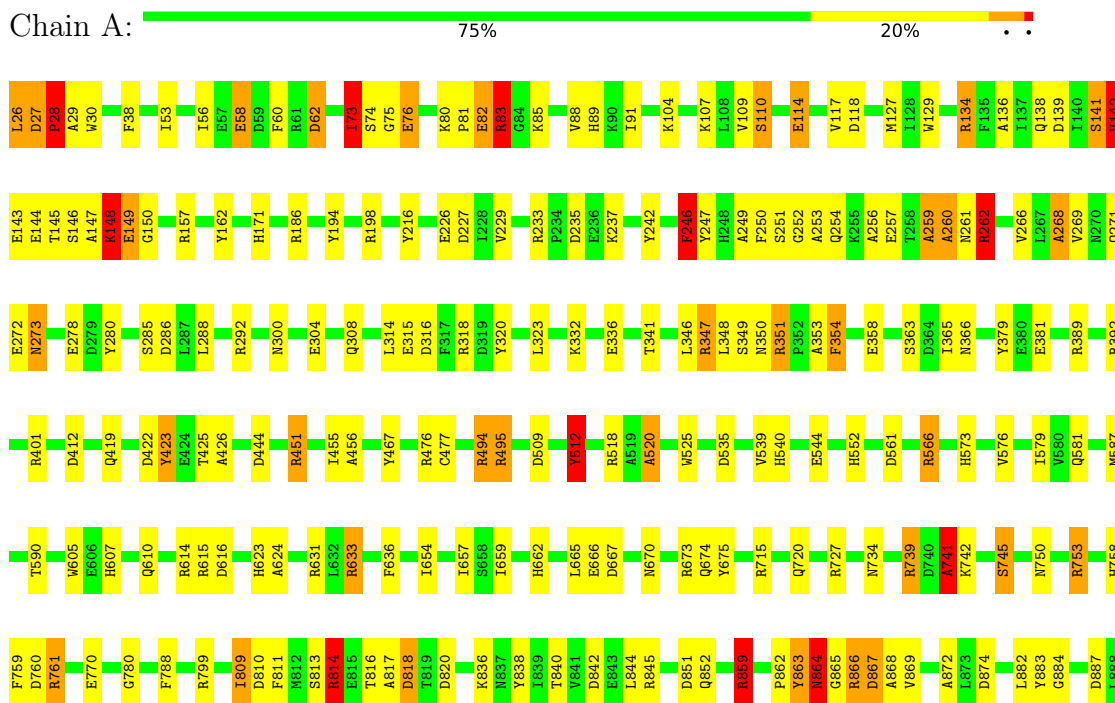 Chain A:
75% 20% . .
L26 D27 P28 A29 W30 F38 I53 I56 E57 E58 D59 F60 R61 D62 I73 S74 G75 E76 K80 P81 E82 R83 G84 K85 V88 H89 K90 I91 K104 K107 L108 V109 S110 E114 V117 D118 M127 I128 W129 R134 F135 A136 I137 Q138 D139 I140 S141
E143 E144 T145 S146 A147 K148 E149 G150 R157 Y162 H171 R186 Y194 R198 Y216 E226 D227 I228 V229 R233 P234 D235 E236 K237 Y242 F246 Y247 H248 A249 F250 S251 G252 A253 Q254 K255 A256 E257 T258 A259 A260 N261 R262 V266 L267 A268 V269 N270
E272 N273 E278 D279 Y280 S285 D286 L287 L288 R292 N300 E304 Q308 L314 E315 D316 F317 R318 D319 Y320 L323 K332 E336 T341 L346 R347 L348 S349 N350 R351 P352 A353 F354 E358 S363 D364 I365 N366 Y379 E380 E381 R389
R401 D412 Q419 D422 Y423 E424 T425 A426 D444 R451 I455 A456 Y467 R476 C477 R494 R495 D509 Y512 R518 A519 A520 W525 D535 V539 H540 E544 H552 D561 R566 H573 V576 I579 V580 Q581
T590 W605 E606 H607 Q610 R614 R615 D616 H623 A624 R631 L632 R633 F636 I654 I657 S658 I659 H662 L665 E666 D667 N670 R673 Q674 Y675 R715 Q720 R727 N734 R739 D740 A741 K742 S745 N750 R753
F759 D760 R761 E770 G780 F788 R799 I809 D810 F811 M812 S813 R814 E815 T816 A817 D818 T819 D820 K836 N837 Y838 I839 T840 V841 D842 E843 L844 R845 D851 Q852 R859 P862 Y863 N864 G865 R866 D867 A868 V869 A872 L873 D874 L882 Y883 G884 D887